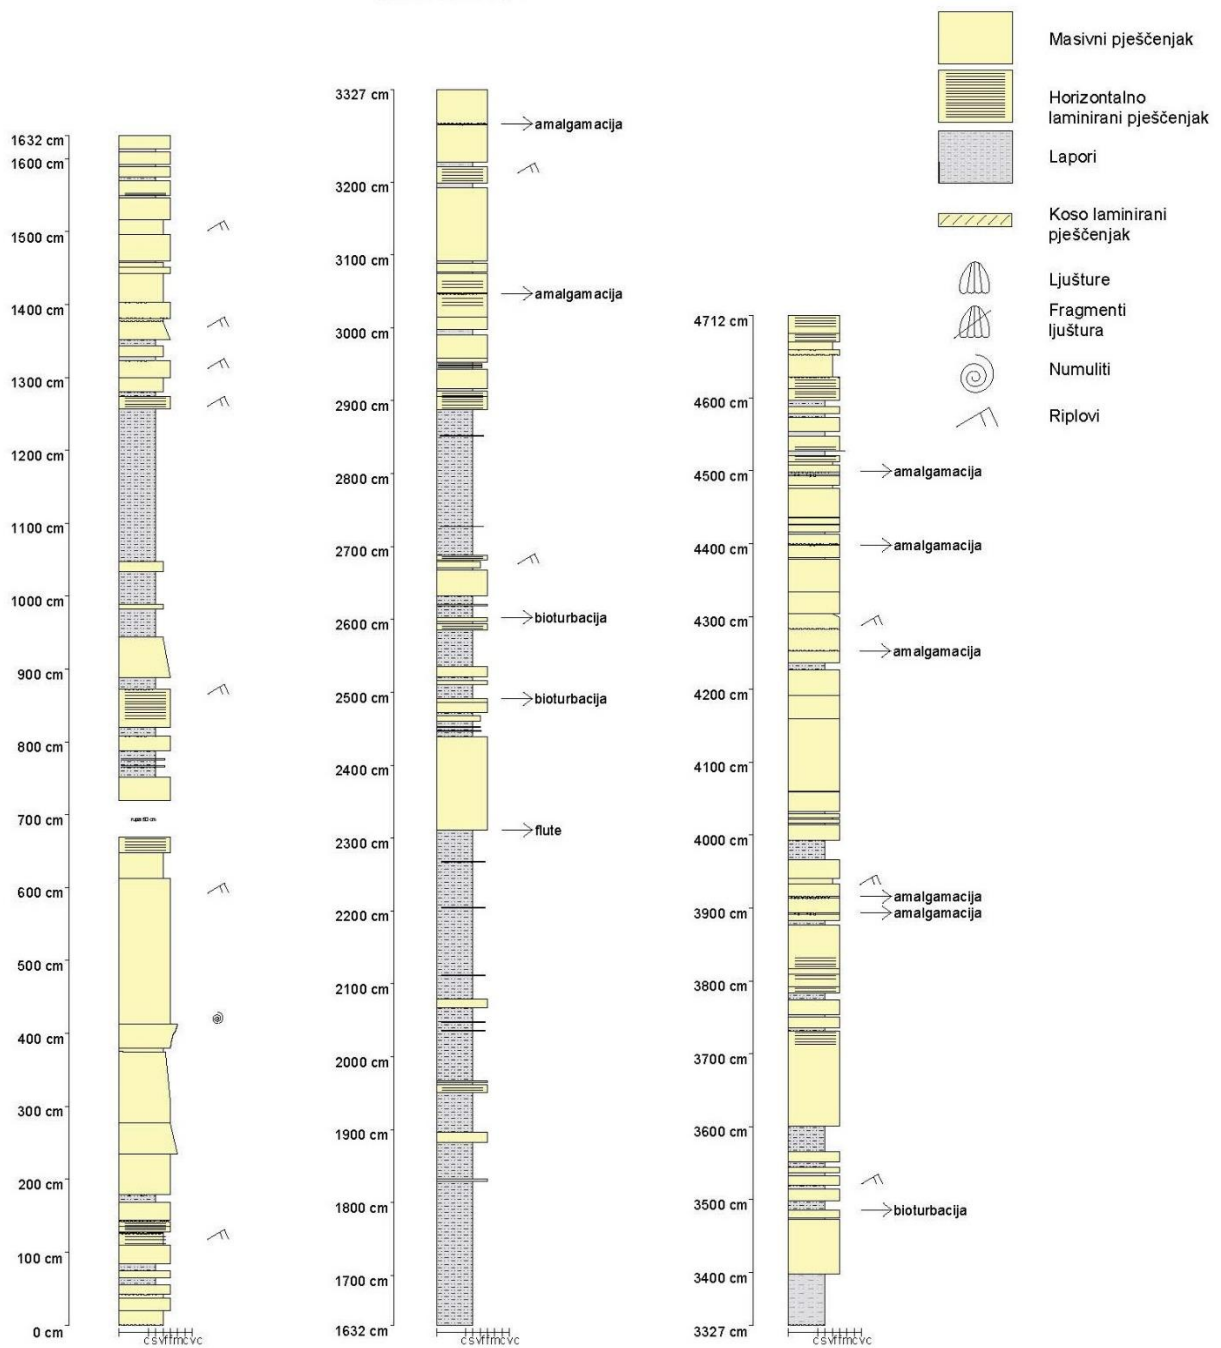 1632 cm
1600 cm
1500 cm
1400 cm
1300 cm
1200 cm
1100 cm
1000 cm
900 cm
800 cm
700 cm
600 cm
500 cm
400 cm
300 cm
200 cm
100 cm
0 cm
c s vf f m c vc
3327 cm
3200 cm
3100 cm
3000 cm
2900 cm
2800 cm
2700 cm
2600 cm
2500 cm
2400 cm
2300 cm
2200 cm
2100 cm
2000 cm
1900 cm
1800 cm
1700 cm
1632 cm
amalgamacija
amalgamacija
bioturbacija
bioturbacija
flute
c s vf f m c vc
4712 cm
4600 cm
4500 cm
4400 cm
4300 cm
4200 cm
4100 cm
4000 cm
3900 cm
3800 cm
3700 cm
3600 cm
3500 cm
3400 cm
3327 cm
amalgamacija
amalgamacija
amalgamacija
amalgamacija
amalgamacija
bioturbacija
c s vf f m c vc
Masivni pješčenjak
Horizontalno
laminirani pješčenjak
Lapori
Koso laminirani
pješčenjak
Ljušture
Fragmenti
ljuštura
Numuliti
Riplovi